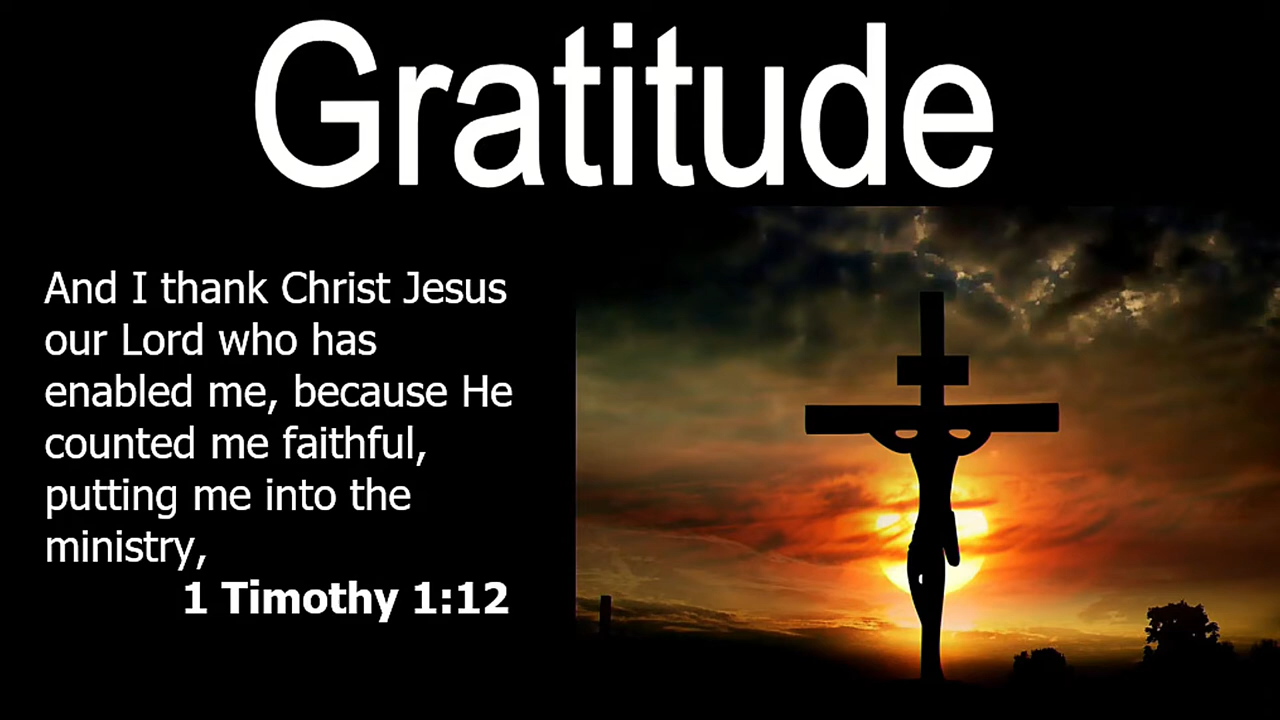 Gratitude
And I thank Christ Jesus
our Lord who has
enabled me, because He
counted me faithful,
putting me into the
ministry,
1 Timothy 1:12